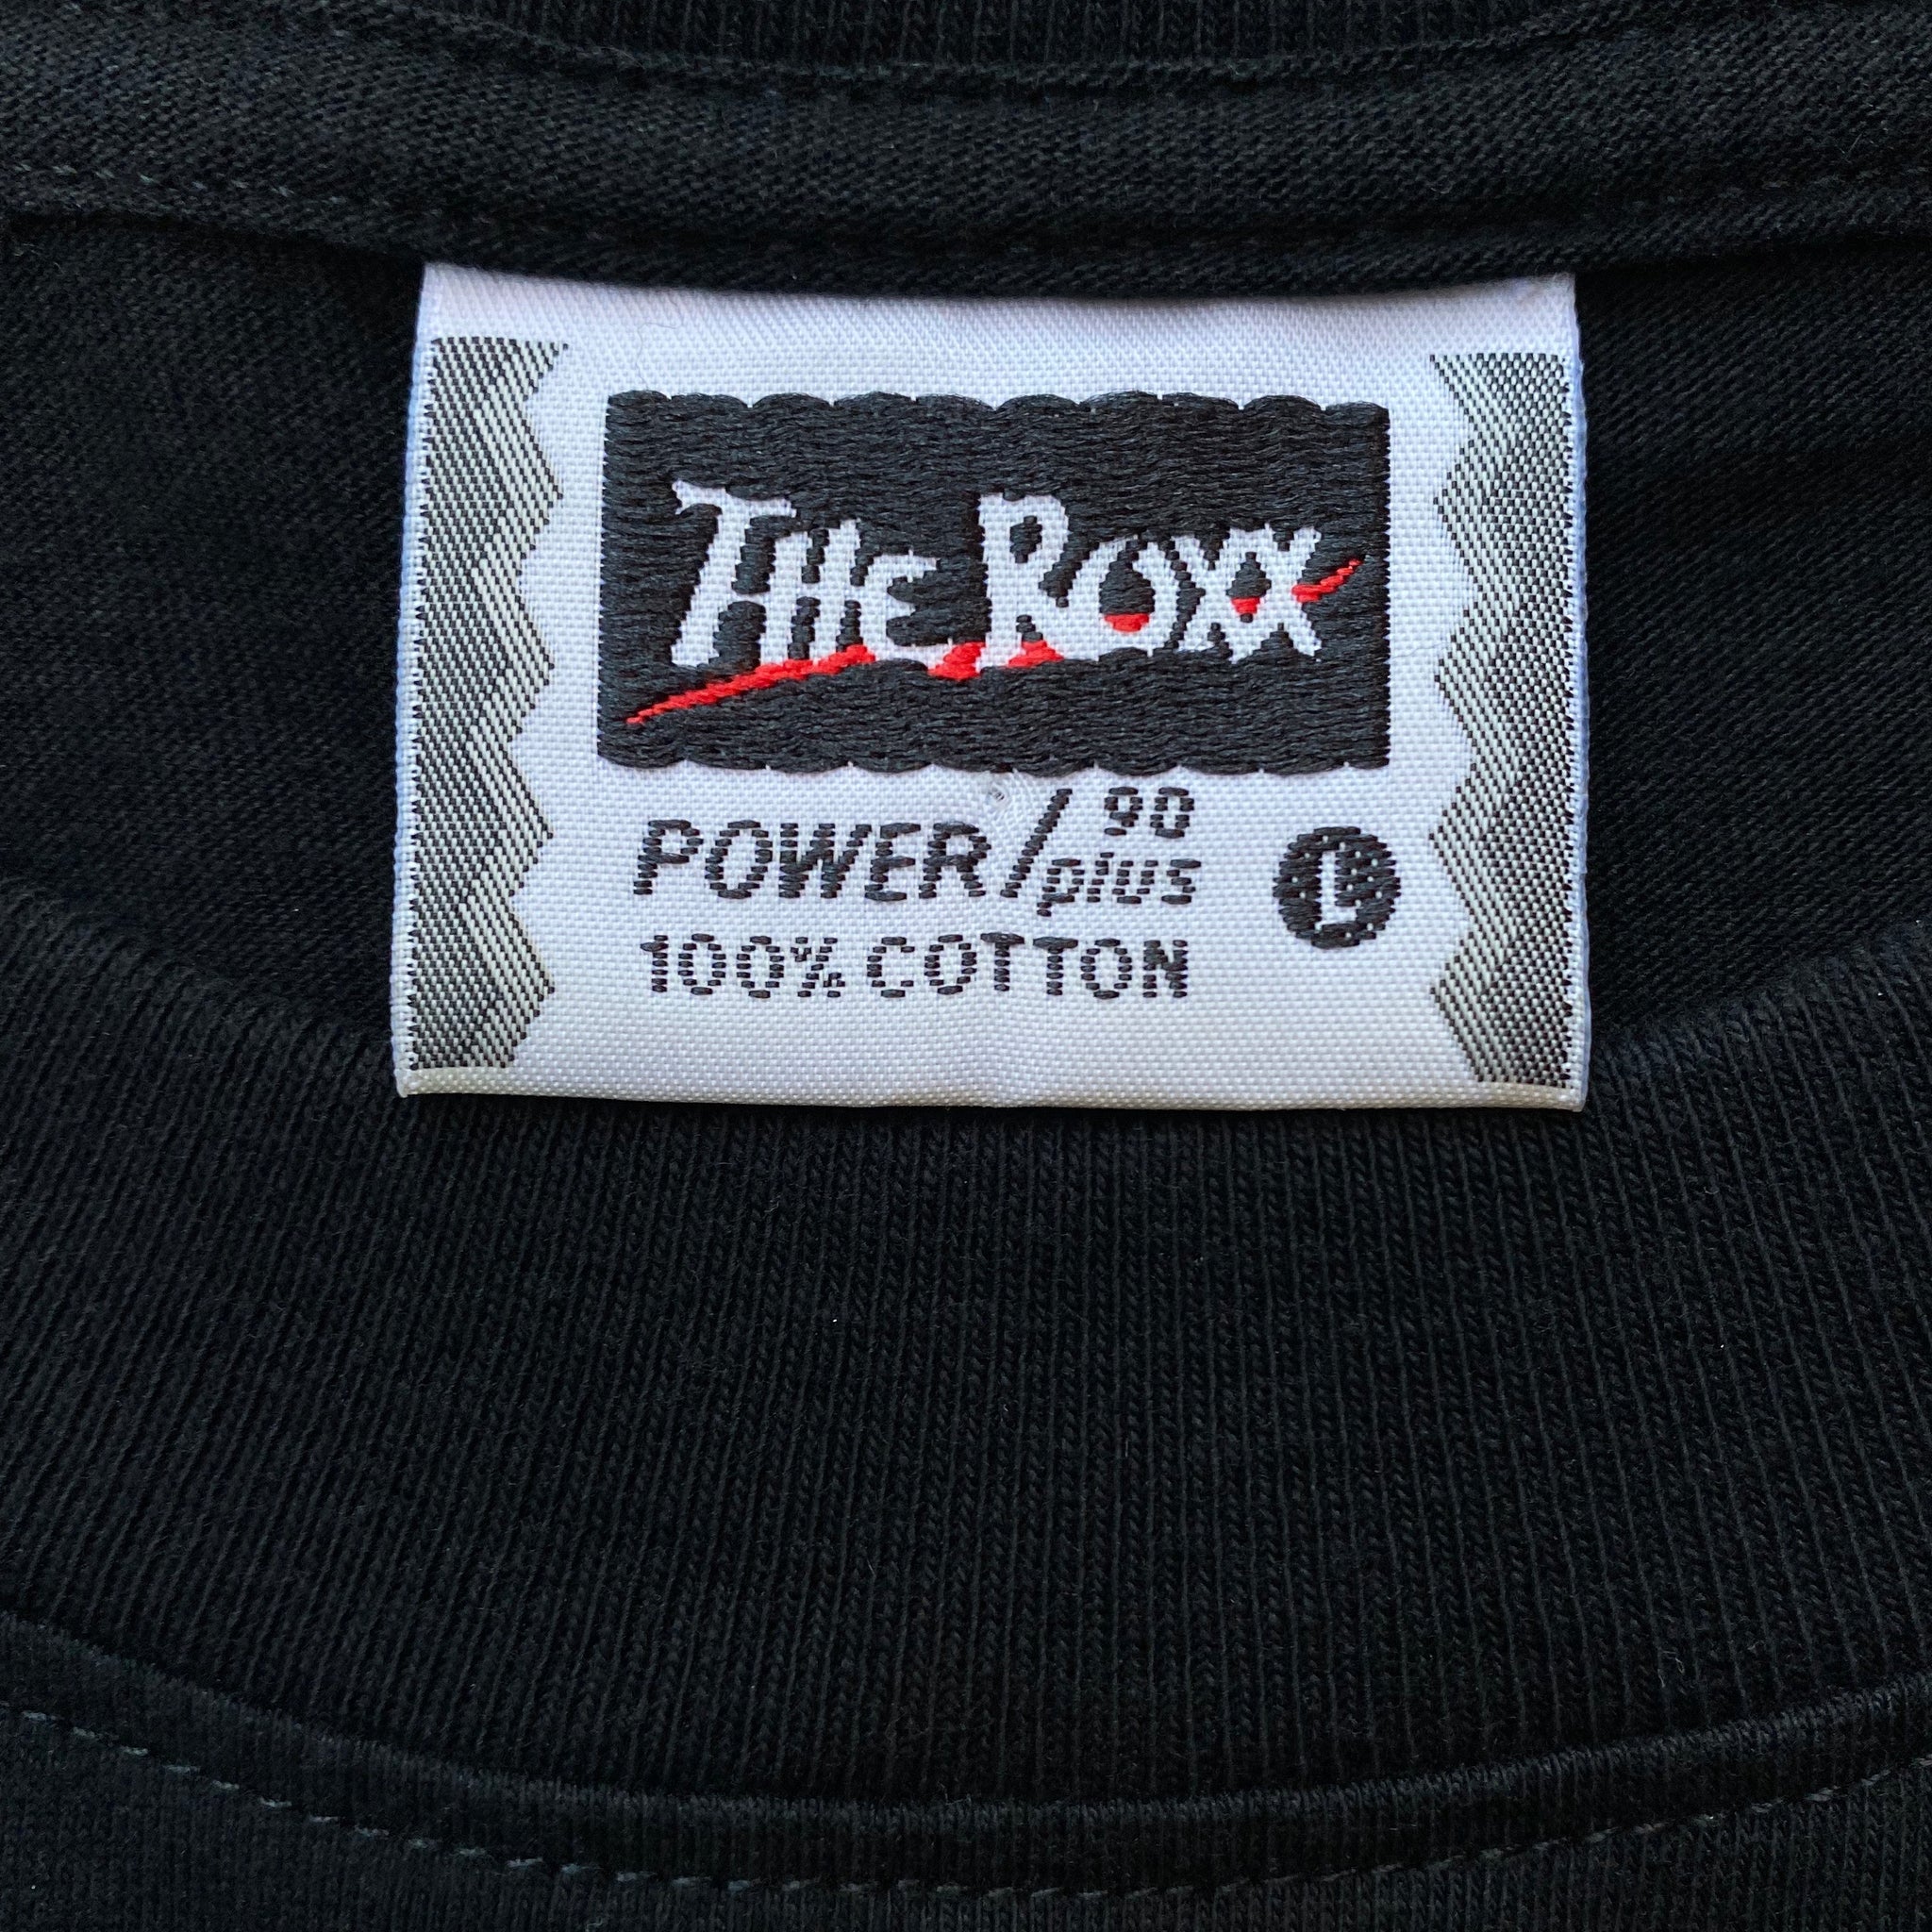 THE ROXX
POWER/90 plus
L
100% COTTON